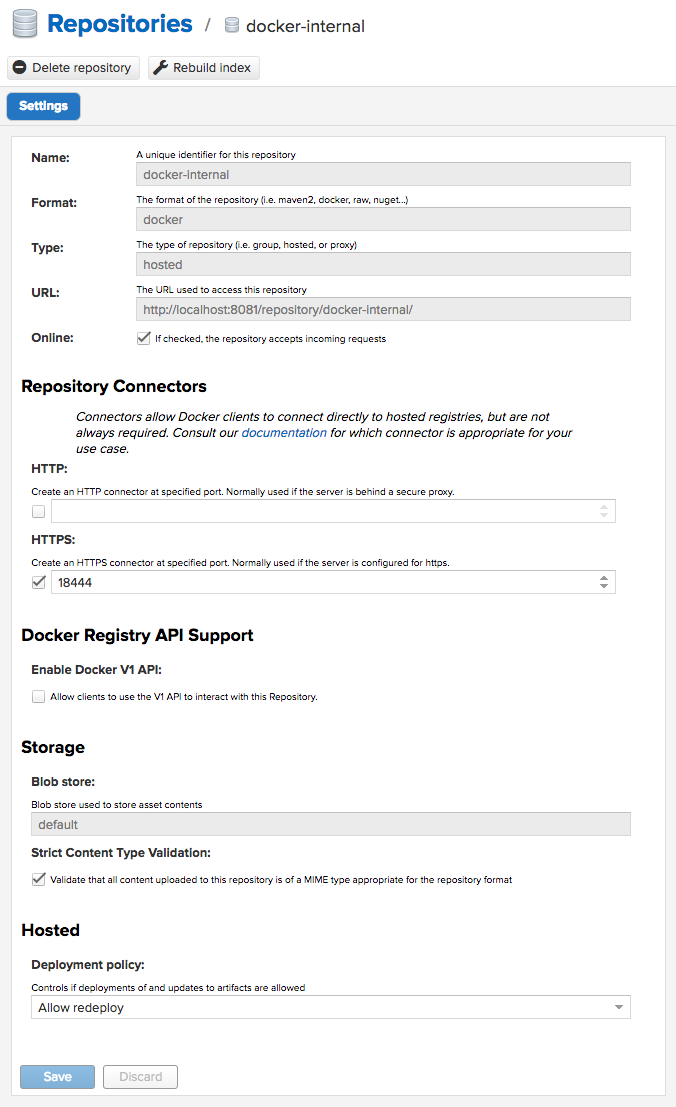 Repositories / docker-internal
Delete repository Rebuild index
Settings
Name: A unique identifier for this repository
docker-internal
Format: The format of the repository (i.e. maven2, docker, raw, nuget...)
docker
Type: The type of repository (i.e. group, hosted, or proxy)
hosted
URL: The URL used to access this repository
http://localhost:8081/repository/docker-internal/
Online: If checked, the repository accepts incoming requests
Repository Connectors
Connectors allow Docker clients to connect directly to hosted registries, but are not
always required. Consult our documentation for which connector is appropriate for your
use case.
HTTP:
Create an HTTP connector at specified port. Normally used if the server is behind a secure proxy.
HTTPS:
Create an HTTPS connector at specified port. Normally used if the server is configured for https.
18444
Docker Registry API Support
Enable Docker V1 API:
Allow clients to use the V1 API to interact with this Repository.
Storage
Blob store:
Blob store used to store asset contents
default
Strict Content Type Validation:
Validate that all content uploaded to this repository is of a MIME type appropriate for the repository format
Hosted
Deployment policy:
Controls if deployments of and updates to artifacts are allowed
Allow redeploy
Save Discard